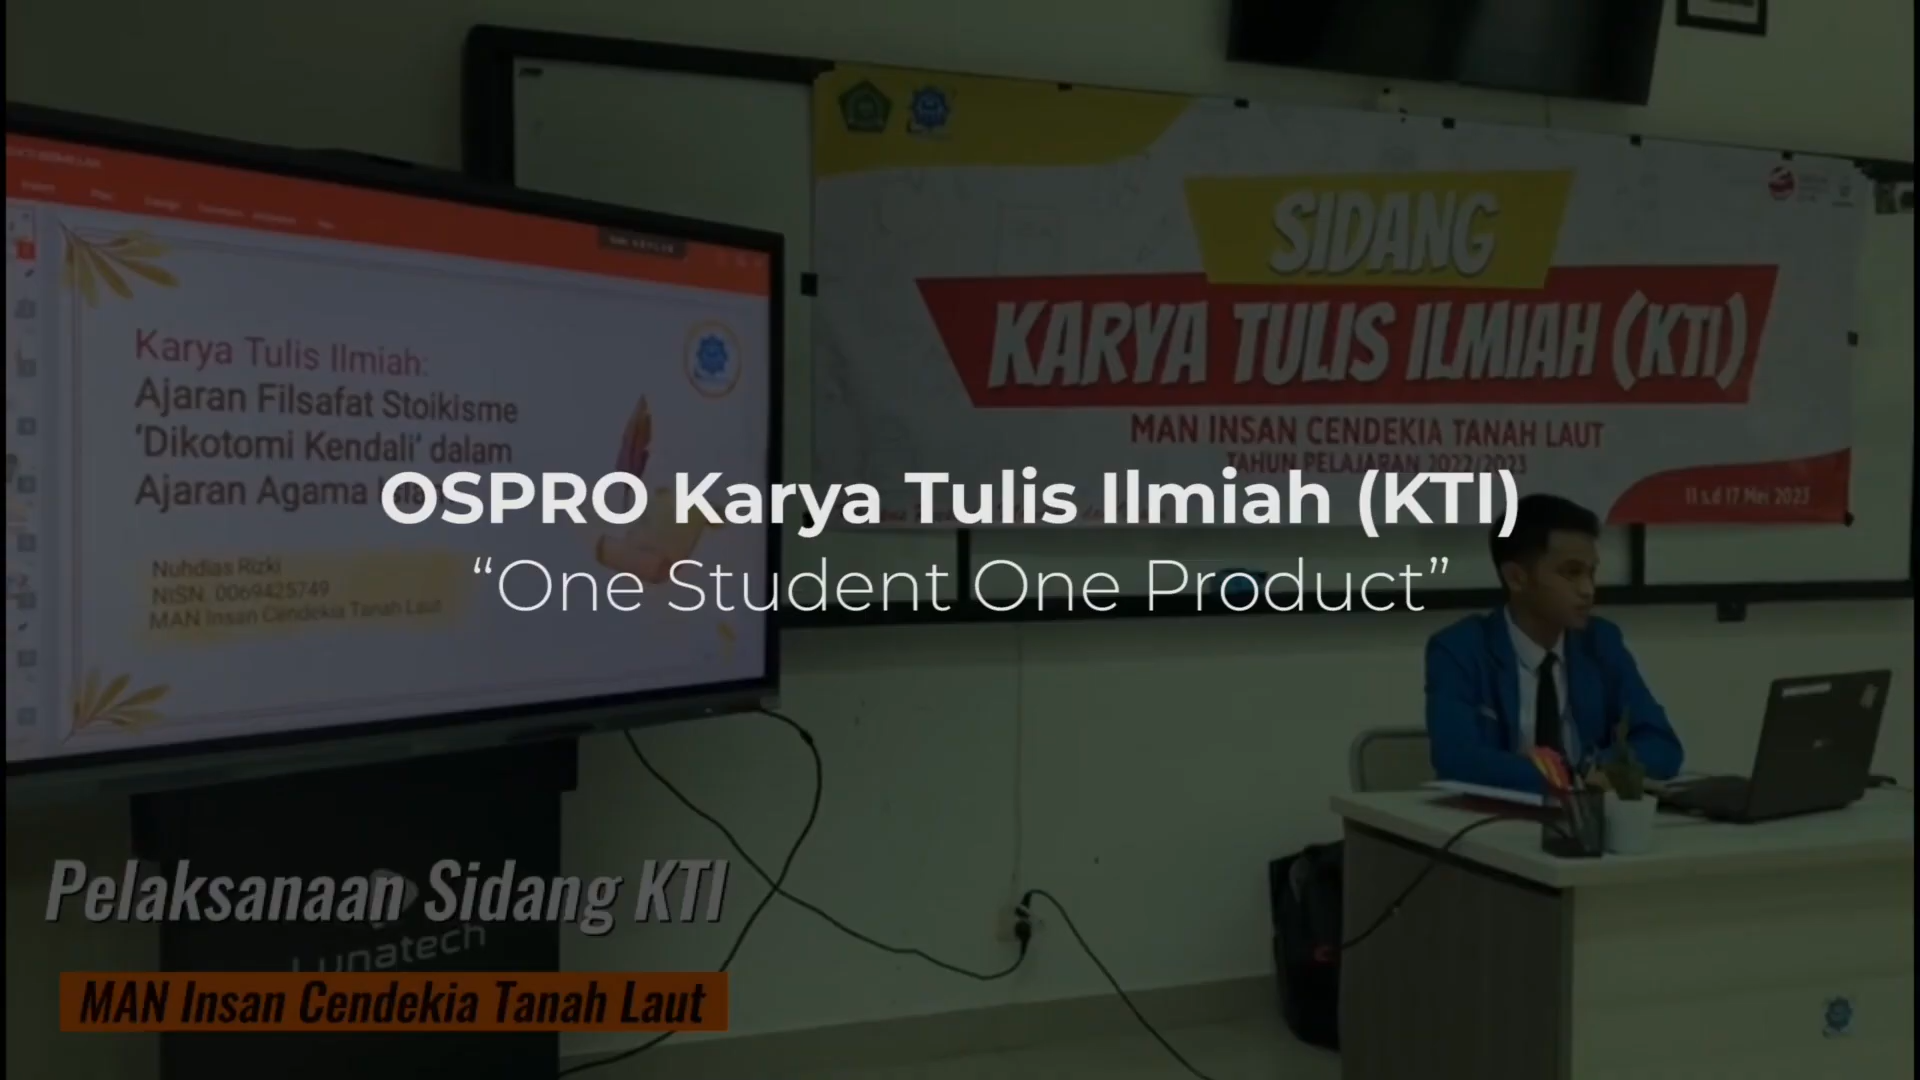 SIDANG
KARYA TULIS ILMIAH (KTI)
MAN INSAN CENDEKIA TANAH LAUT
TAHUN PELAJARAN 2022/2023
11 s.d 17 Mei 2023
Karya Tulis Ilmiah:
Ajaran Filsafat Stoikisme
‘Dikotomi Kendali’ dalam
Ajaran Agama
Nuhdias Rizki
NISN: 0069425749
MAN Insan Cendekia Tanah Laut
OSPRO Karya Tulis Ilmiah (KTI)
“One Student One Product”
Pelaksanaan Sidang KTI
Lunatech
MAN Insan Cendekia Tanah Laut